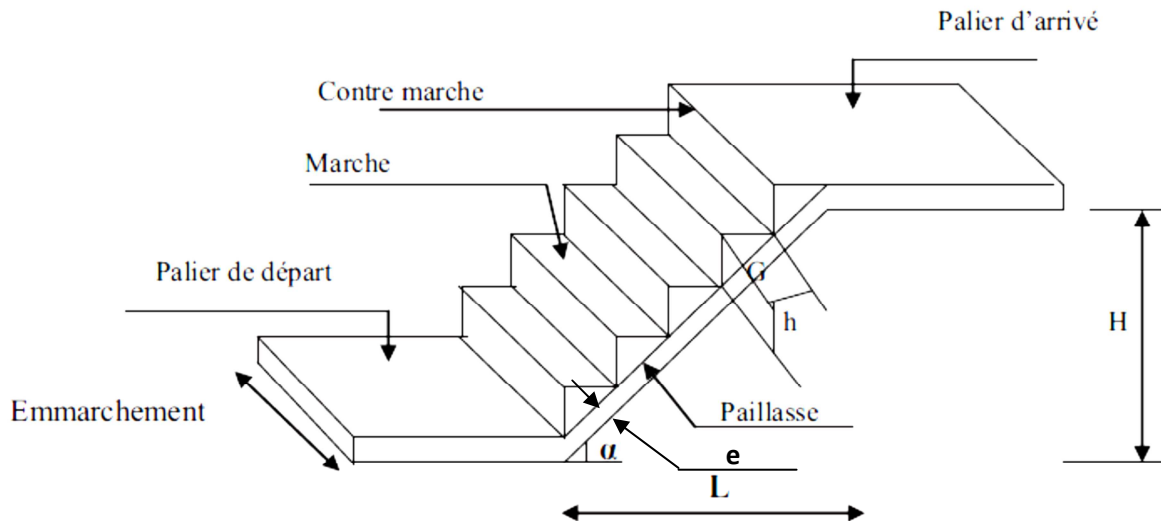 Palier d'arrivé
Contre marche
Marche
Palier de départ
G
h
H
Emmarchement
Paillasse
α
e
L